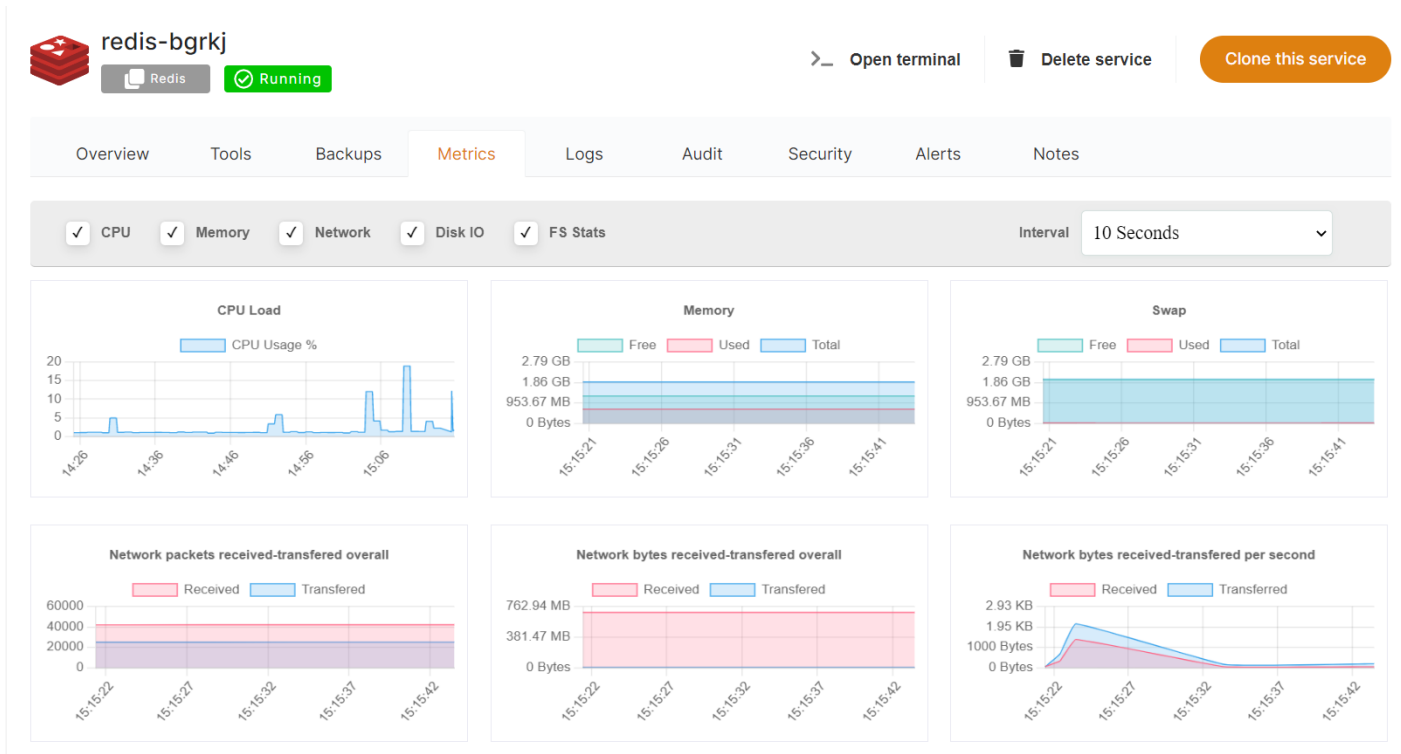 redis-bgrkj
Redis
Running
Open terminal
Delete service
Clone this service
Overview Tools Backups Metrics Logs Audit Security Alerts Notes
CPU Memory Network Disk IO FS Stats
Interval 10 Seconds
CPU Load
CPU Usage %
20
15
10
5
0
14:26 14:36 14:46 14:56 15:06
Memory
Free Used Total
2.79 GB
1.86 GB
953.67 MB
0 Bytes
15:15:21 15:15:26 15:15:31 15:15:36 15:15:41
Swap
Free Used Total
2.79 GB
1.86 GB
953.67 MB
0 Bytes
15:15:21 15:15:26 15:15:31 15:15:36 15:15:41
Network packets received-transfered overall
Received Transfered
60000
40000
20000
0
15:15:22 15:15:27 15:15:32 15:15:37 15:15:42
Network bytes received-transfered overall
Received Transfered
762.94 MB
381.47 MB
0 Bytes
15:15:22 15:15:27 15:15:32 15:15:37 15:15:42
Network bytes received-transfered per second
Received Transferred
2.93 KB
1.95 KB
1000 Bytes
0 Bytes
15:15:22 15:15:27 15:15:32 15:15:37 15:15:42